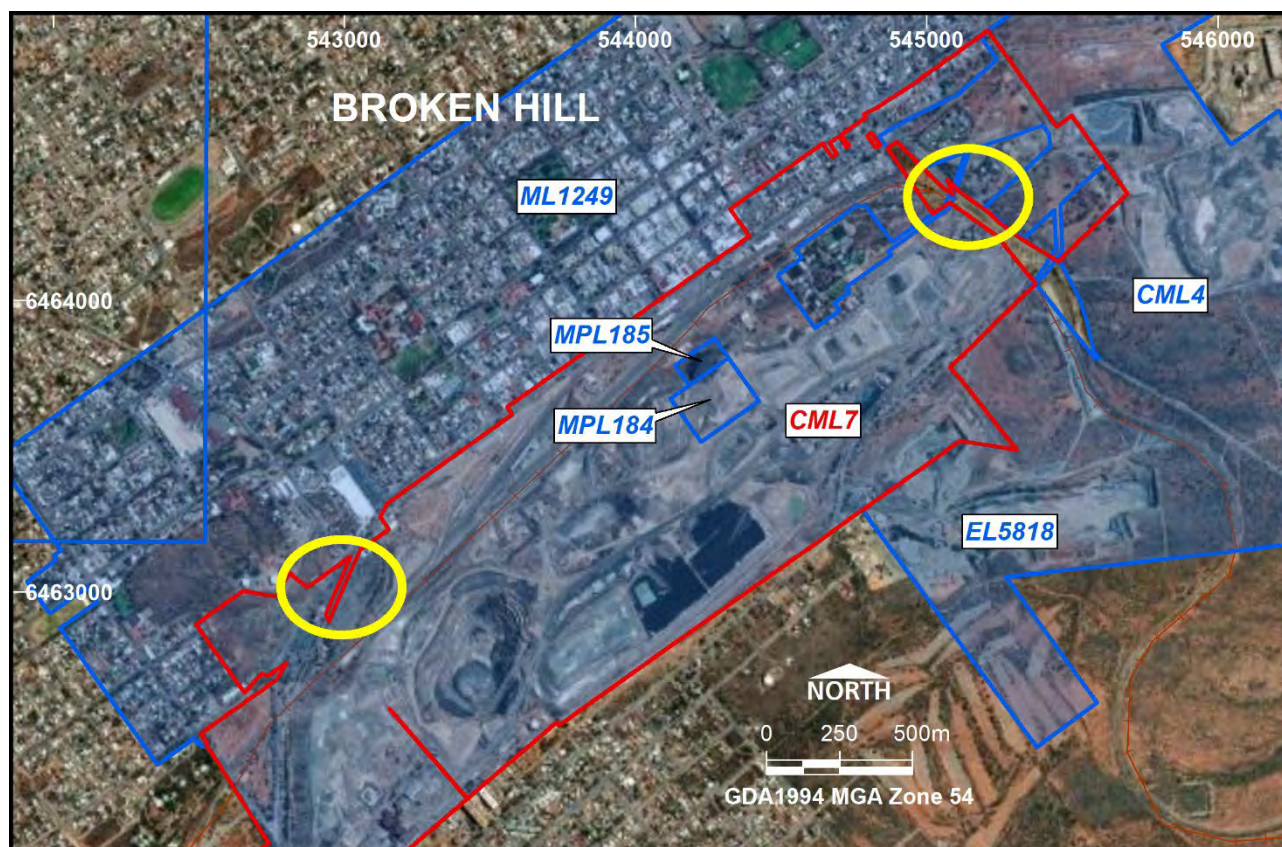 543000
544000
545000
546000
BROKEN HILL
ML1249
6464000
CML4
MPL185
MPL184
CML7
EL5818
6463000
NORTH
0 250 500m
GDA1994 MGA Zone 54